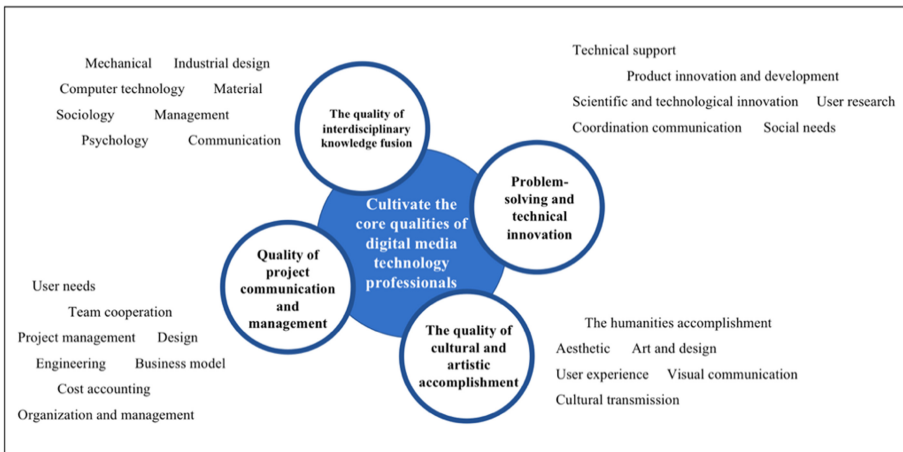 Mechanical Industrial design
Computer technology Material
Sociology Management
Psychology Communication
The quality of
interdisciplinary
knowledge fusion
Technical support
Product innovation and development
Scientific and technological innovation User research
Coordination communication Social needs
Problem-
solving and
technical
innovation
Cultivate the
core qualities of
digital media
technology
professionals
Quality of
project
communication
and
management
User needs
Team cooperation
Project management Design
Engineering Business model
Cost accounting
Organization and management
The quality of
cultural and
artistic
accomplishment
The humanities accomplishment
Aesthetic Art and design
User experience Visual communication
Cultural transmission